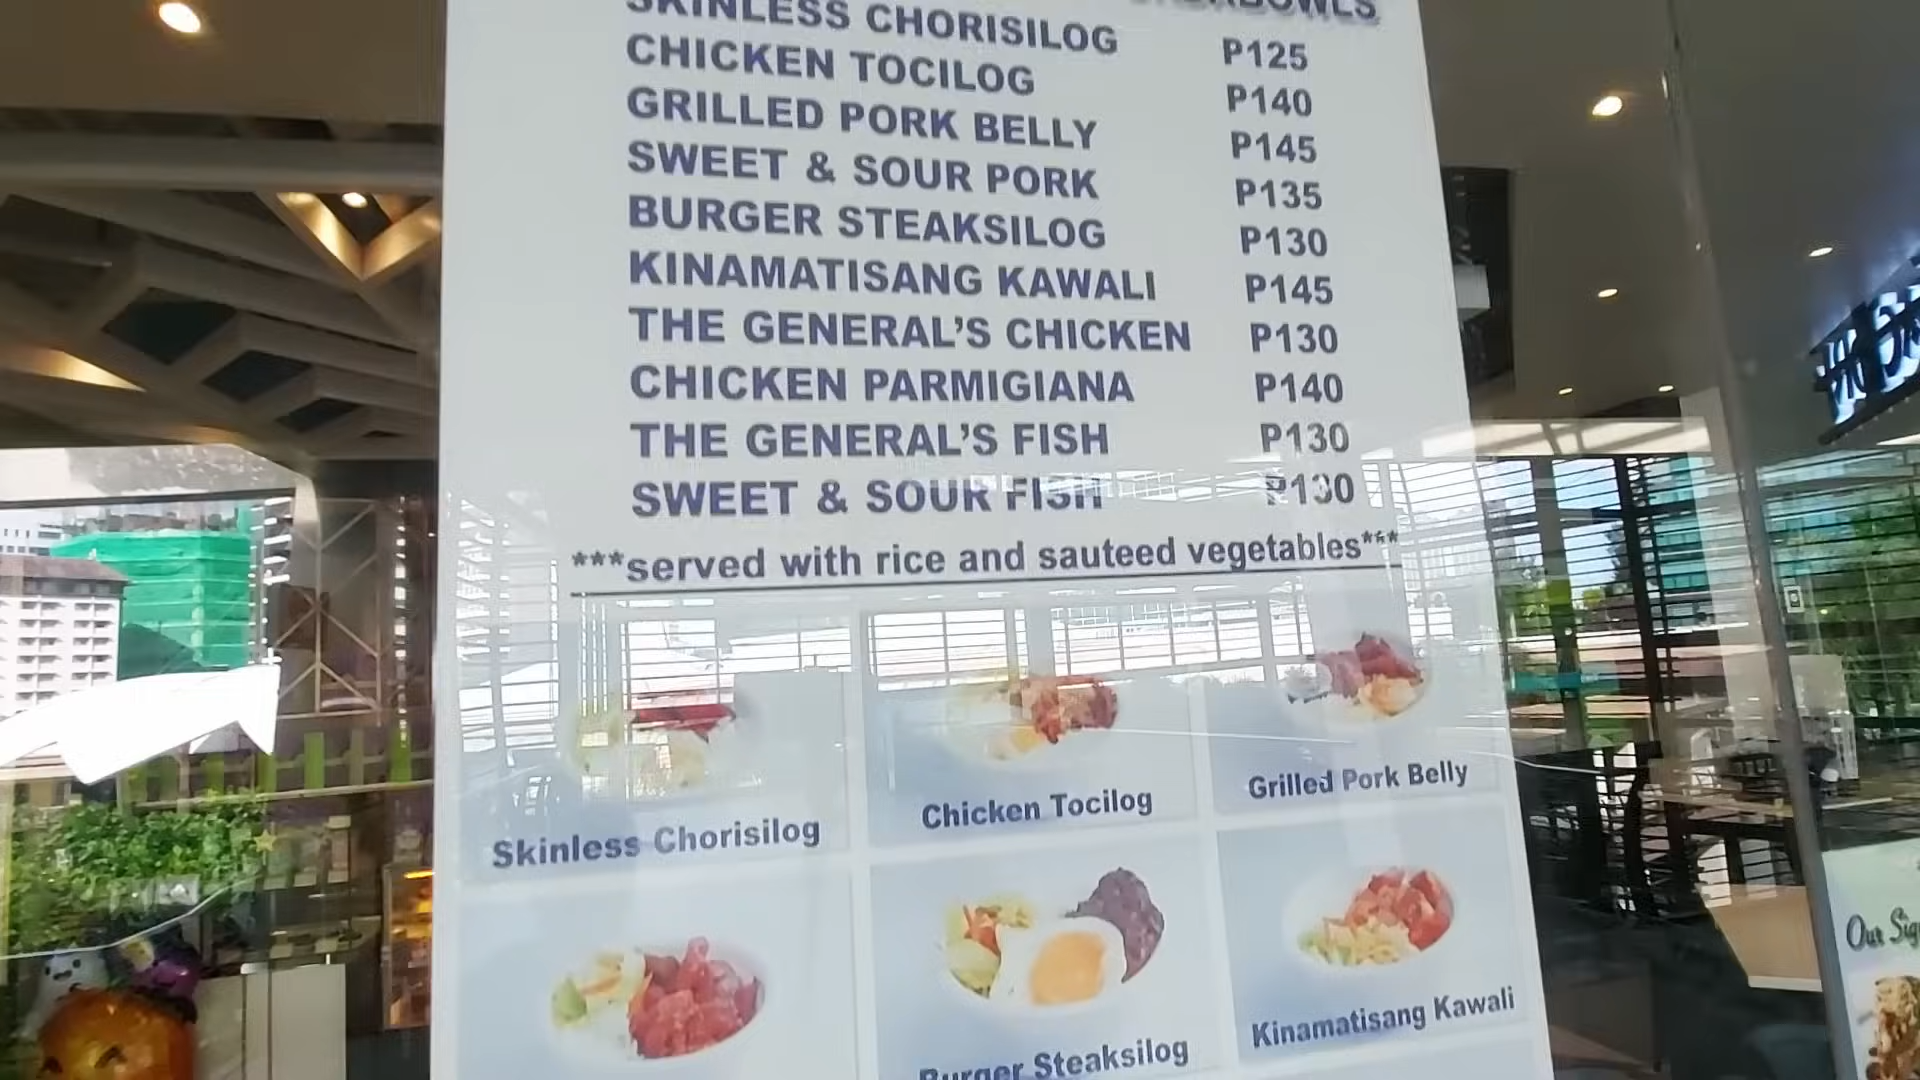 SKINLESS CHORISILOG P125
CHICKEN TOCILOG P140
GRILLED PORK BELLY P145
SWEET & SOUR PORK P135
BURGER STEAKSILOG P130
KINAMATISANG KAWALI P145
THE GENERAL'S CHICKEN P130
CHICKEN PARMIGIANA P140
THE GENERAL'S FISH P130
SWEET & SOUR FISH P130
***served with rice and sauteed vegetables***
Skinless Chorisilog
Chicken Tocilog
Grilled Pork Belly
Burger Steaksilog
Kinamatisang Kawali
Our